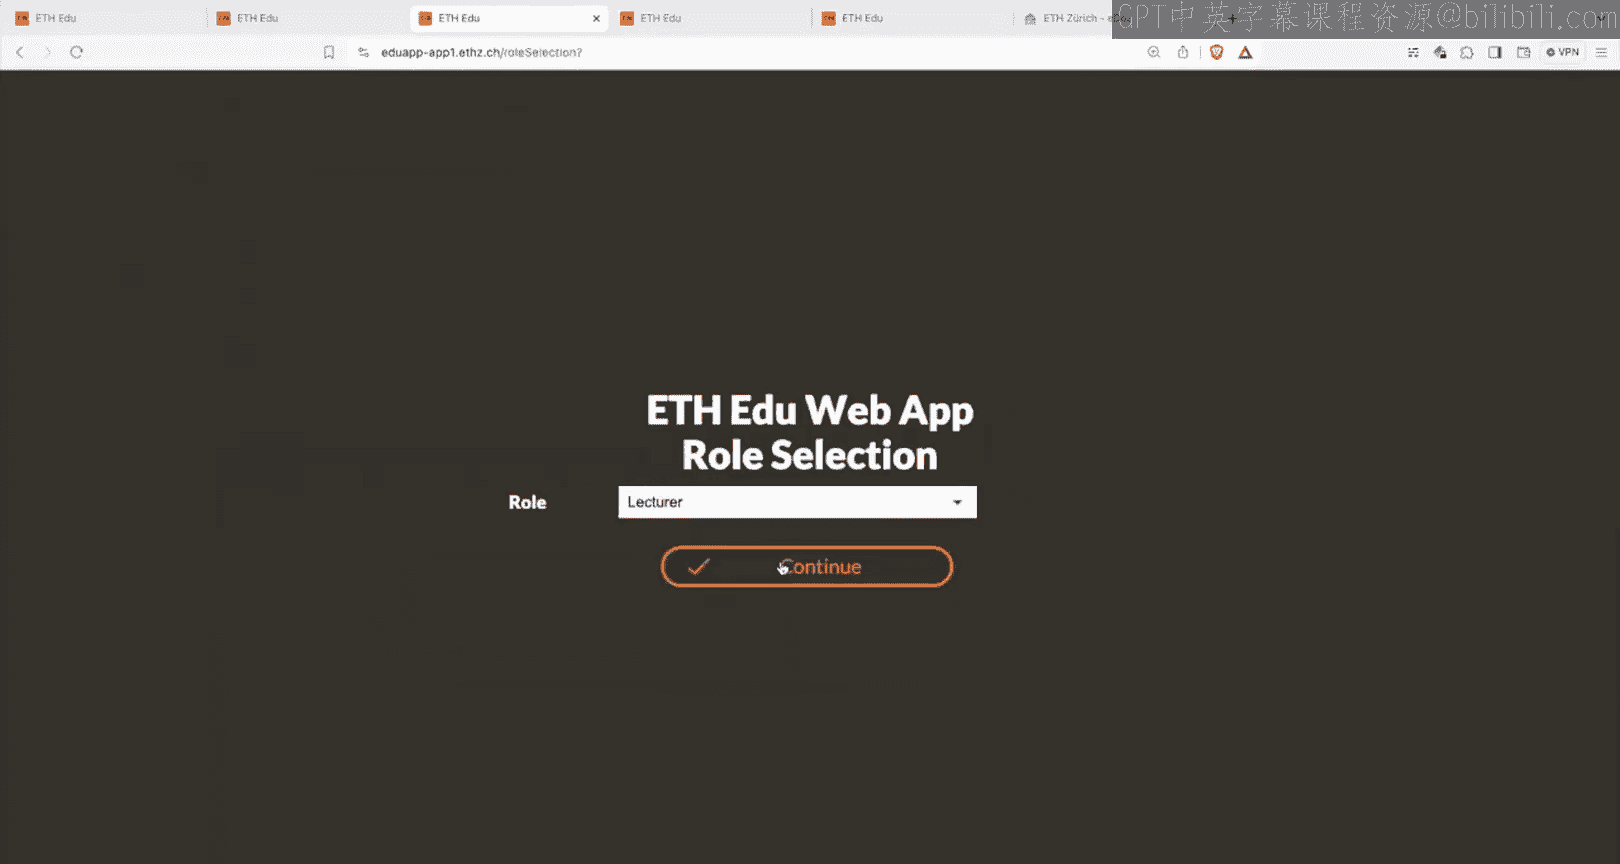 ETH Edu
ETH Edu
ETH Edu
ETH Edu
ETH Edu
ETH Zürich -
GPT中英字幕课程资源@bilibili.com
eduapp-app1.ethz.ch/roleSelection?
VPN
ETH Edu Web App
Role Selection
Role
Lecturer
Continue